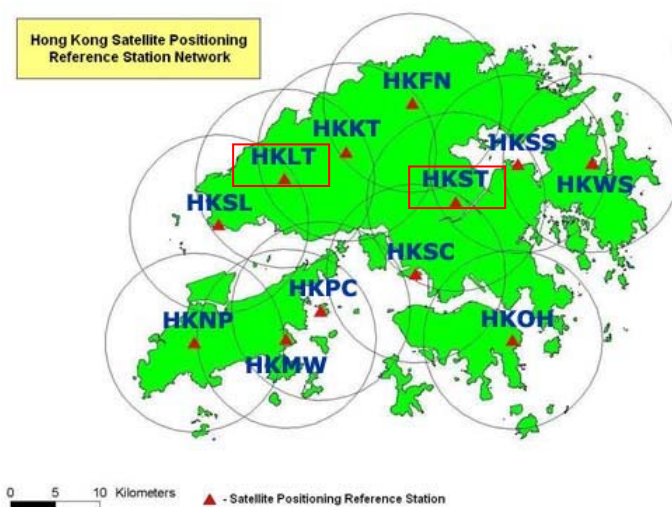 Hong Kong Satellite Positioning
Reference Station Network
HKFN
HKKT
HKSS
HKLT
HKST
HKWS
HKSL
HKSC
HKPC
HKNP
HKOH
HKMW
0 5 10 Kilometers
- Satellite Positioning Reference Station